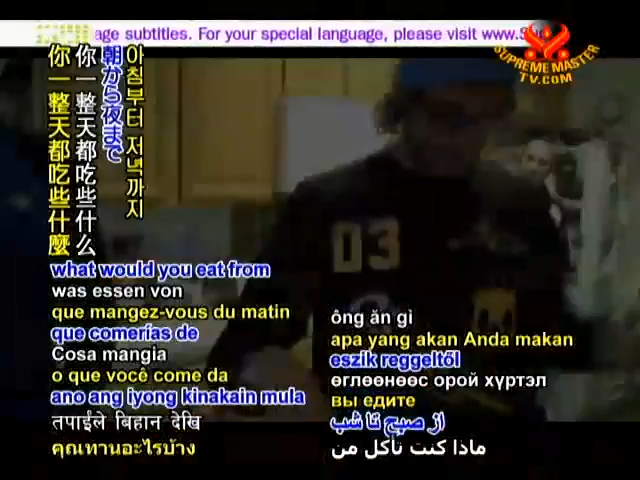 age subtitles. For your special language, please visit www.Su
SUPREME MASTER
TV.COM
아침부터 저녁까지
朝から夜まで
你一整天都吃些什么
你一整天都吃些什麼
03
what would you eat from
was essen von
que mangez-vous du matin
que comerías de
Cosa mangia
o que você come da
ano ang iyong kinakain mula
तपाईंले बिहान देखि
คุณทานอะไรบ้าง
ông ăn gì
apa yang akan Anda makan
eszik reggeltől
өглөөнөөс орой хүртэл
вы едите
از صبح تا شب
ماذا كنت تأكل من